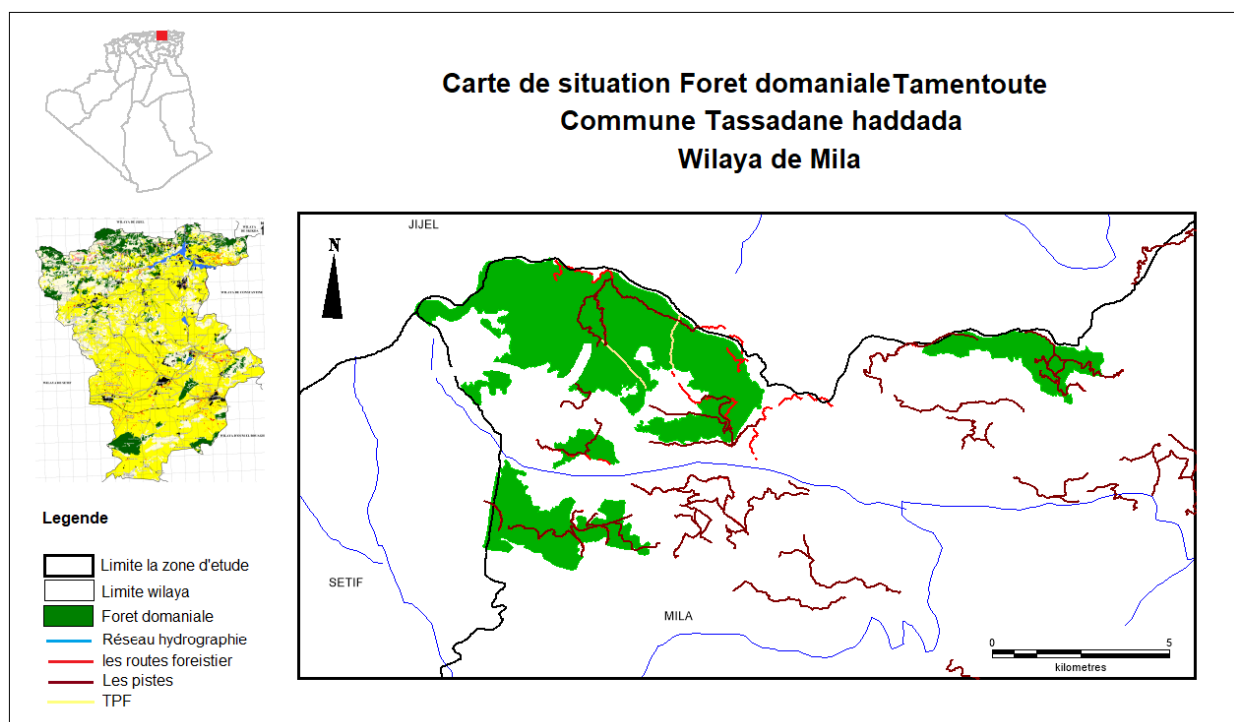 Carte de situation Foret domaniale Tamentoute
Commune Tassadane haddada
Wilaya de Mila
JIJEL
N
SETIF
MILA
0 5
kilometres
Legende
Limite la zone d'etude
Limite wilaya
Foret domaniale
Réseau hydrographie
les routes foreistier
Les pistes
TPF